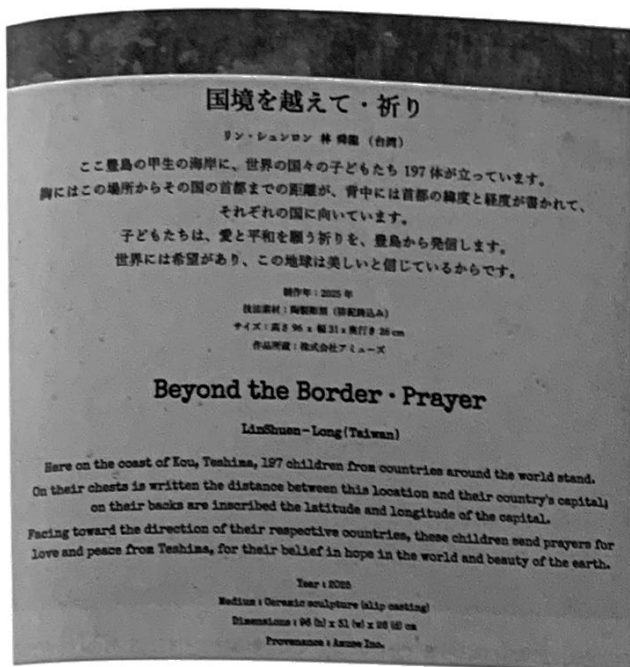 国境を越えて・祈り
リン・シュンロン 林 舜龍 （台湾）
ここ豊島の甲生の海岸に、世界の国々の子どもたち 197 体が立っています。
胸にはこの場所からその国の首都までの距離が、背中には首都の緯度と経度が書かれて、
それぞれの国に向いています。
子どもたちは、愛と平和を願う祈りを、豊島から発信します。
世界には希望があり、この地球は美しいと信じているからです。
制作年：2025 年
技法素材：陶製彫刻（排泥鋳込み）
サイズ：高さ 96 x 幅 31 x 奥行き 26 cm
作品所蔵：株式会社アミューズ
Beyond the Border・Prayer
LinShuen-Long(Taiwan)
Here on the coast of Kou, Teshima, 197 children from countries around the world stand.
On their chests is written the distance between this location and their country's capital;
on their backs are inscribed the latitude and longitude of the capital.
Facing toward the direction of their respective countries, these children send prayers for
love and peace from Teshima, for their belief in hope in the world and beauty of the earth.
Year : 2025
Medium : Ceramic sculpture (slip casting)
Dimensions : 96 (h) x 31 (w) x 26 (d) cm
Provenance : Amuse Inc.